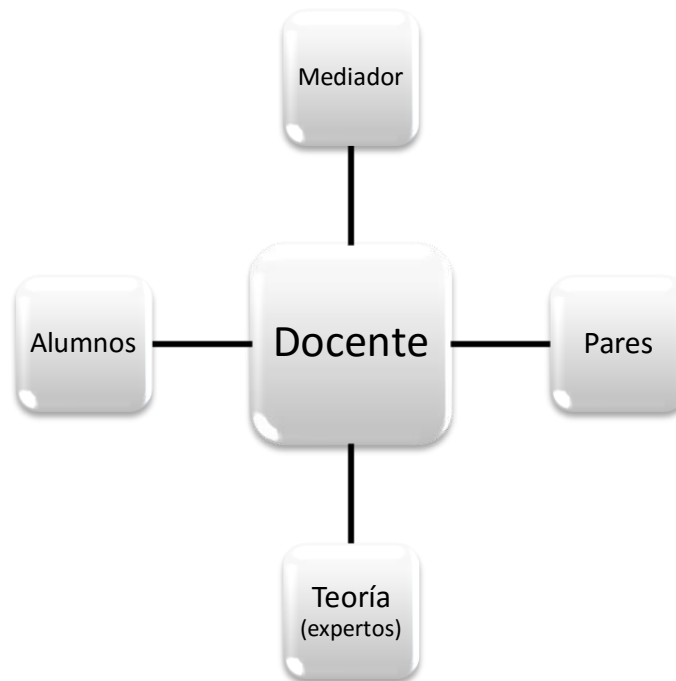 Mediador
Alumnos
Docente
Pares
Teoría
(expertos)